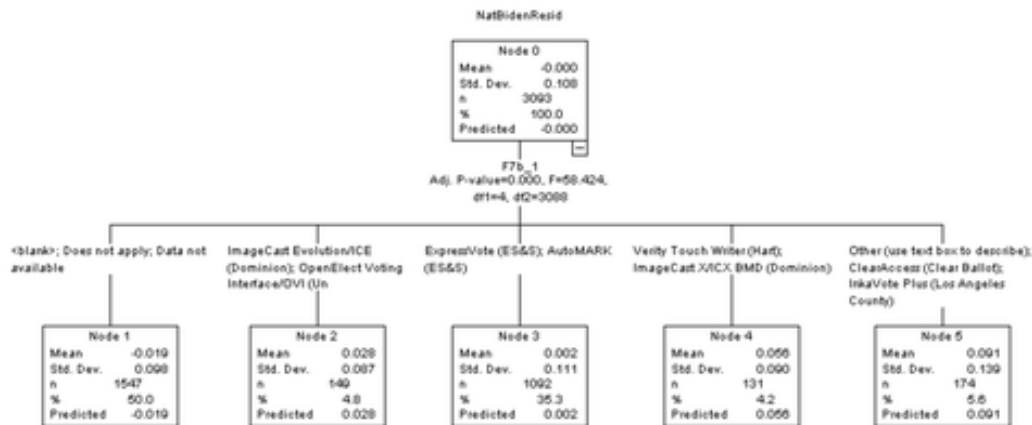 NatBidenResid
Node 0
Mean -0.000
Std. Dev. 0.108
n 3093
% 100.0
Predicted -0.000
F7b_1
Adj. P-value=0.000, F=58.424,
df1=4, df2=3088
<blank>; Does not apply; Data not
available
ImageCast Evolution/ICE
(Dominion); OpenElect Voting
Interface/OVI (Un
ExpressVote (ES&S); AutoMARK
(ES&S)
Verity Touch Writer (Hart);
ImageCast X/ICX BMD (Dominion)
Other (use text box to describe);
ClearAccess (Clear Ballot);
InkaVote Plus (Los Angeles
County)
Node 1
Mean -0.019
Std. Dev. 0.098
n 1547
% 50.0
Predicted -0.019
Node 2
Mean 0.028
Std. Dev. 0.087
n 149
% 4.8
Predicted 0.028
Node 3
Mean 0.002
Std. Dev. 0.111
n 1092
% 35.3
Predicted 0.002
Node 4
Mean 0.056
Std. Dev. 0.090
n 131
% 4.2
Predicted 0.056
Node 5
Mean 0.091
Std. Dev. 0.139
n 174
% 5.6
Predicted 0.091